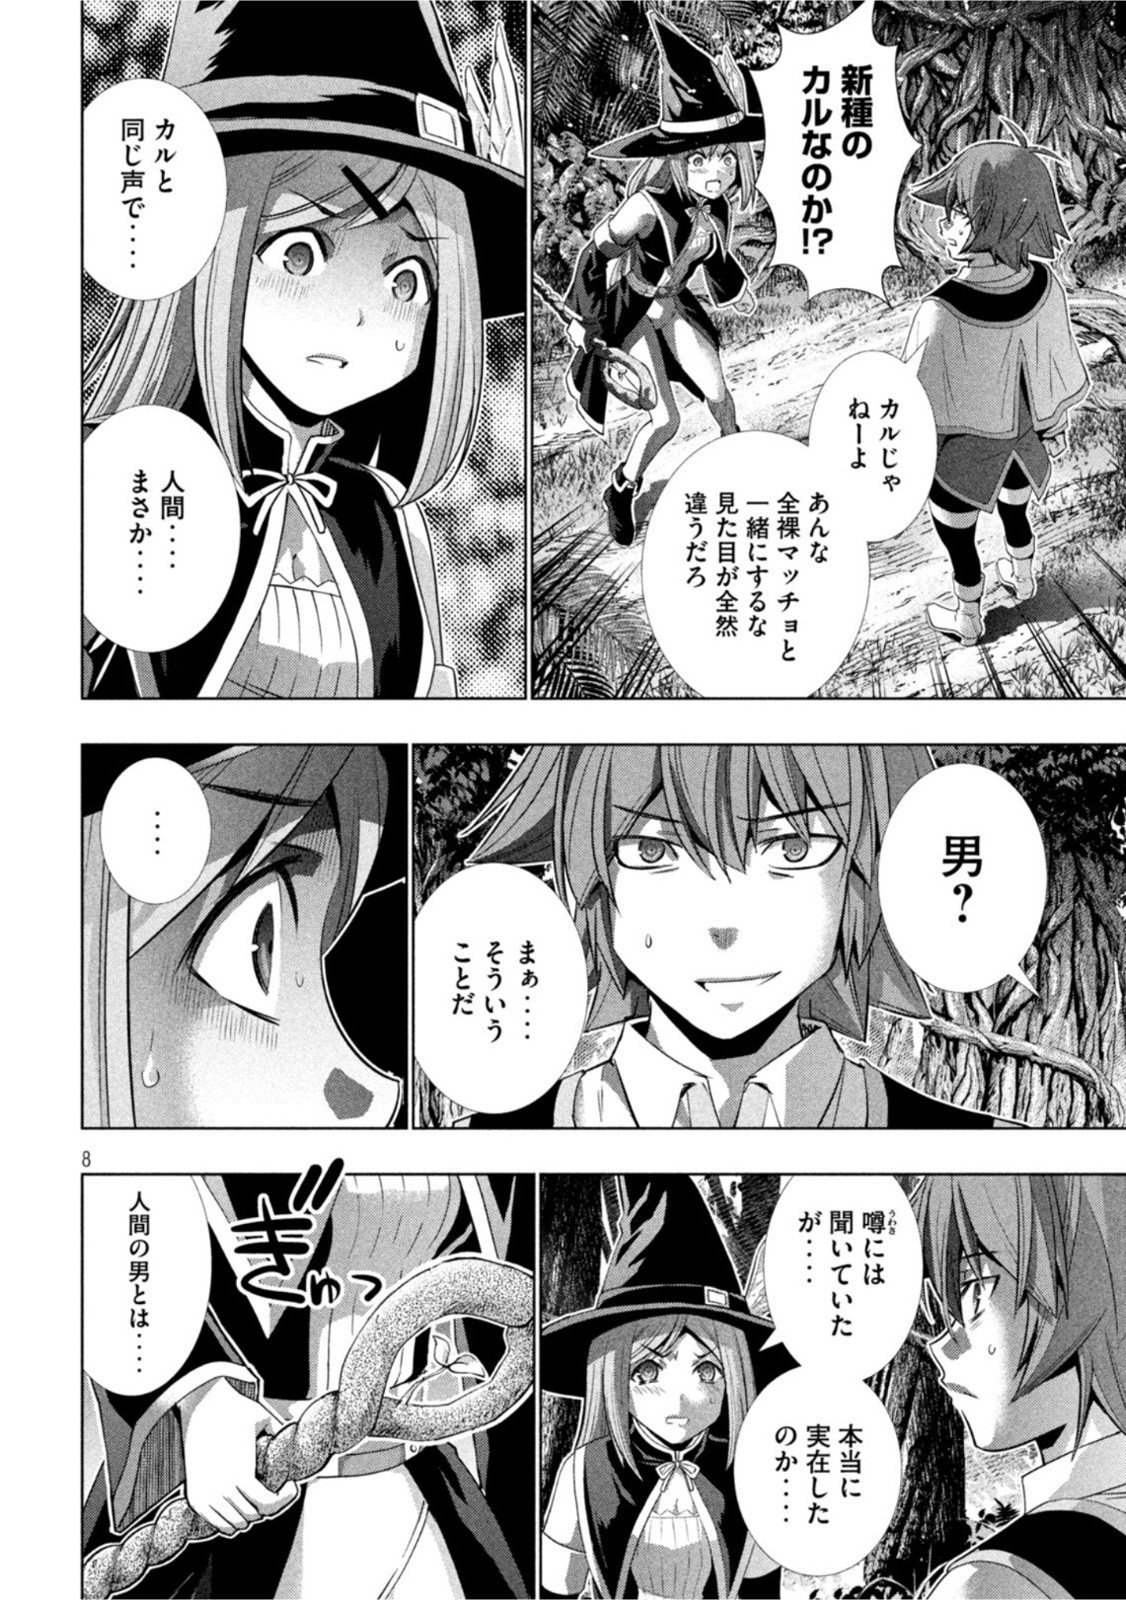 新種の
カルなのか!?
カルじゃ
ねーよ
あんな
全裸マッチョと
一緒にするな
見た目が全然
違うだろ
カルと
同じ声で‥‥
人間‥‥
まさか‥‥
男?
まぁ‥‥
そういう
ことだ
‥‥
噂には
うわさ
聞いていた
が‥‥
本当に
実在した
のか‥‥
人間の男とは‥‥
ぎゅっ
8